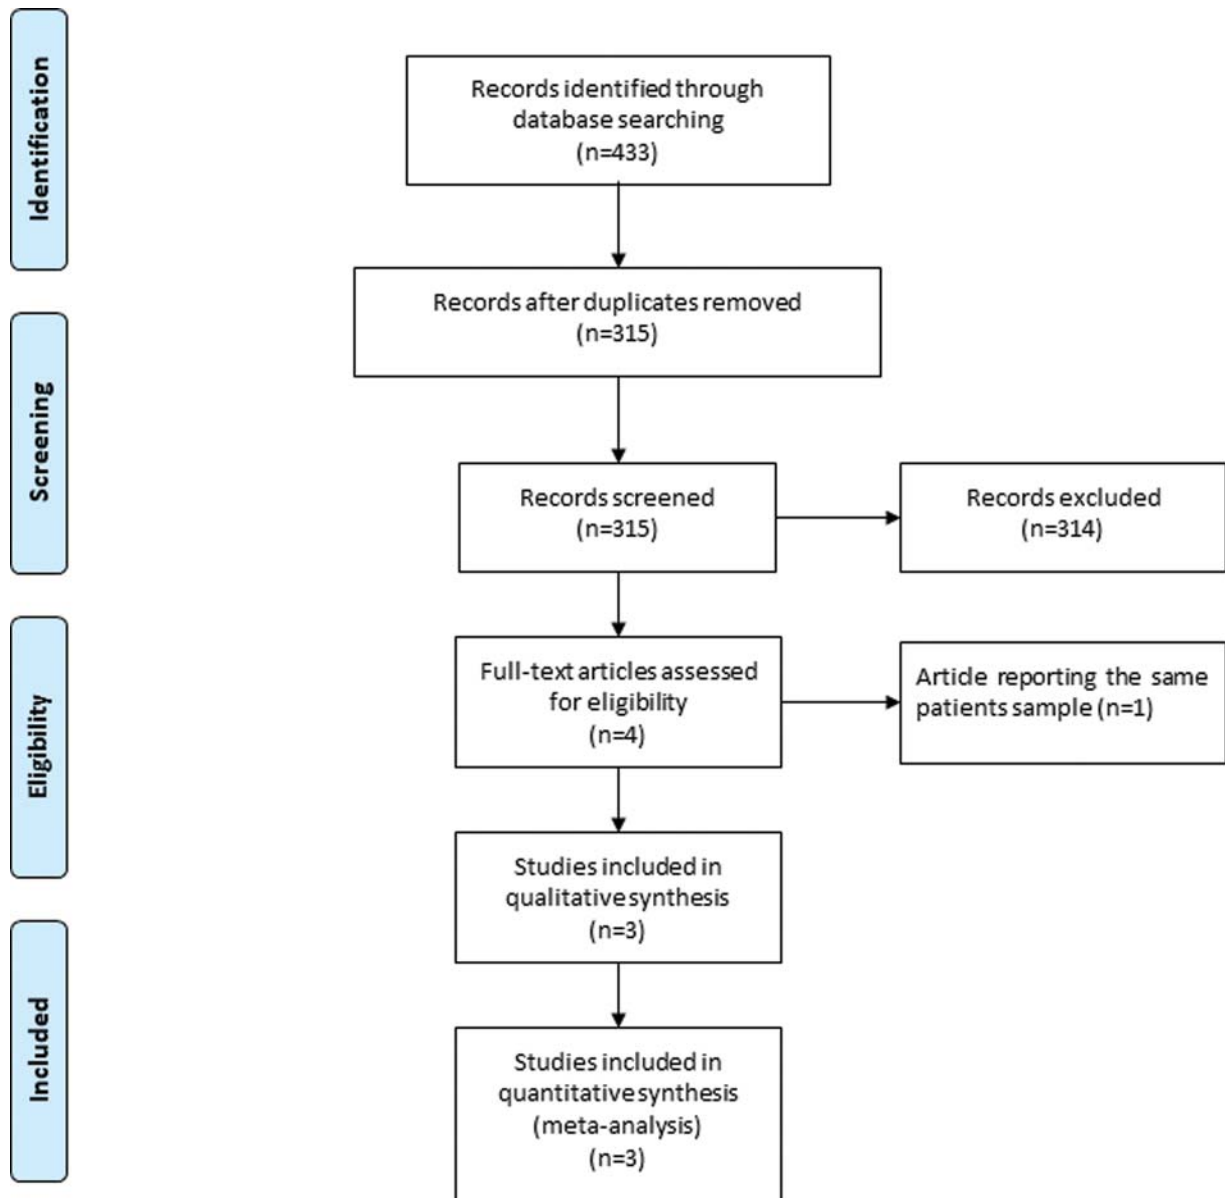 Identification
Records identified through
database searching
(n=433)
Records after duplicates removed
(n=315)
Screening
Records screened
(n=315)
Records excluded
(n=314)
Eligibility
Full-text articles assessed
for eligibility
(n=4)
Article reporting the same
patients sample (n=1)
Studies included in
qualitative synthesis
(n=3)
Included
Studies included in
quantitative synthesis
(meta-analysis)
(n=3)